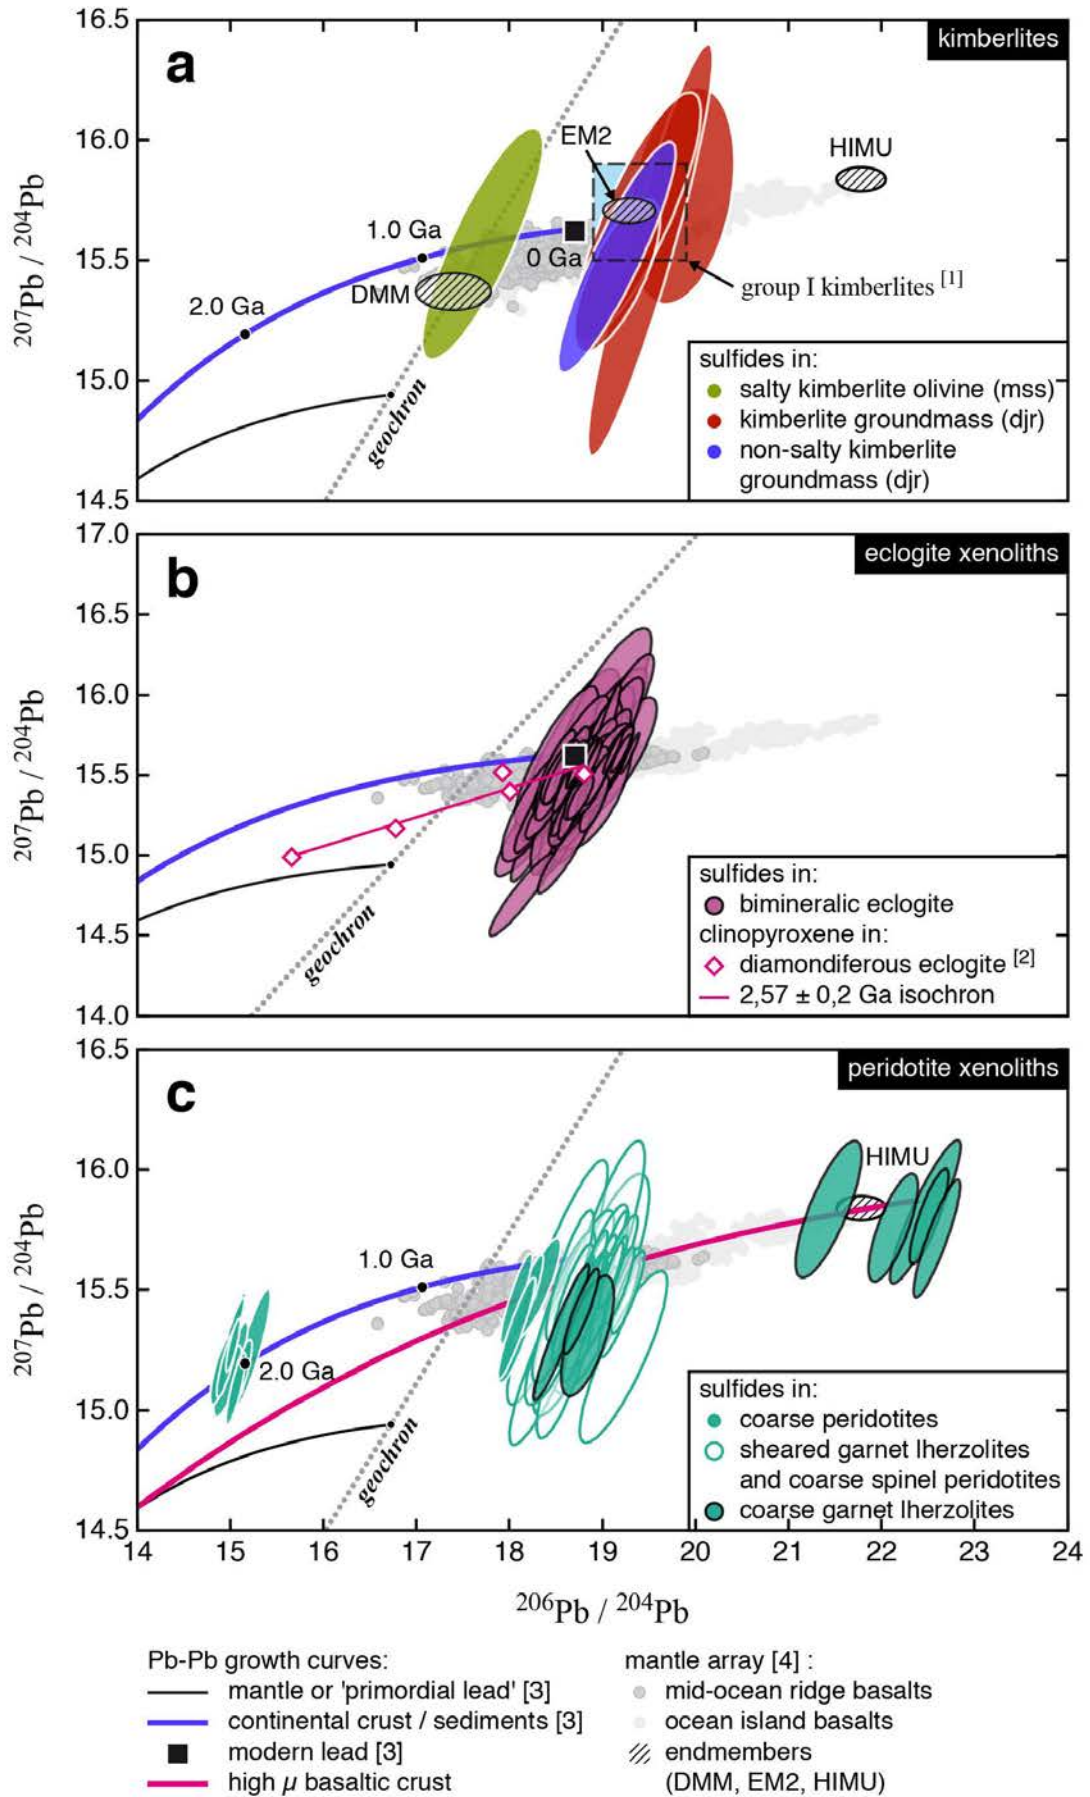 16.5
16.0
15.5
15.0
14.5
²⁰⁷Pb / ²⁰⁴Pb
a
kimberlites
EM2
HIMU
1.0 Ga
0 Ga
2.0 Ga
DMM
group I kimberlites [1]
geochron
sulfides in:
salty kimberlite olivine (mss)
kimberlite groundmass (djr)
non-salty kimberlite
groundmass (djr)
17.0
16.5
16.0
15.5
15.0
14.5
14.0
²⁰⁷Pb / ²⁰⁴Pb
b
eclogite xenoliths
geochron
sulfides in:
bimineralic eclogite
clinopyroxene in:
diamondiferous eclogite [2]
2,57 ± 0,2 Ga isochron
16.5
16.0
15.5
15.0
14.5
²⁰⁷Pb / ²⁰⁴Pb
c
peridotite xenoliths
HIMU
1.0 Ga
2.0 Ga
geochron
sulfides in:
coarse peridotites
sheared garnet lherzolites
and coarse spinel peridotites
coarse garnet lherzolites
14 15 16 17 18 19 20 21 22 23 24
²⁰⁶Pb / ²⁰⁴Pb
Pb-Pb growth curves:
mantle or 'primordial lead' [3]
continental crust / sediments [3]
modern lead [3]
high μ basaltic crust
mantle array [4] :
mid-ocean ridge basalts
ocean island basalts
endmembers
(DMM, EM2, HIMU)